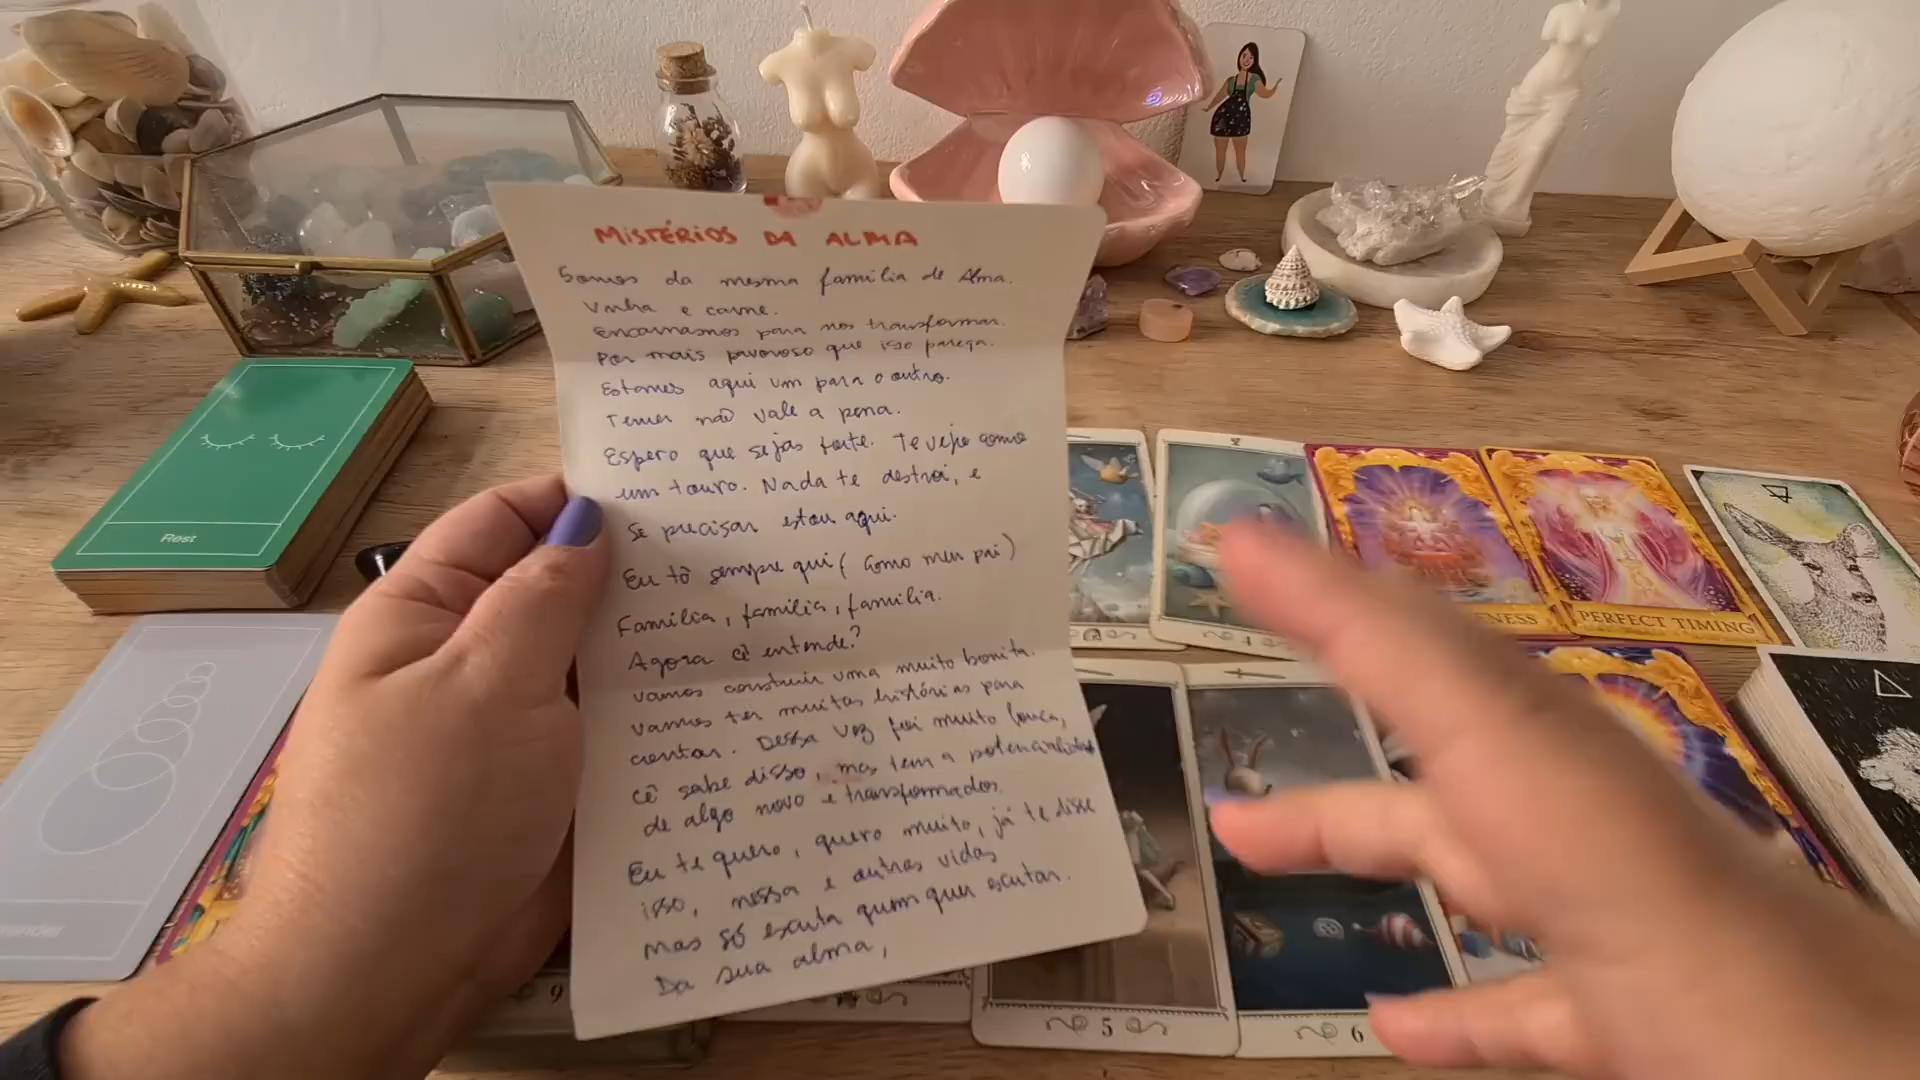 MISTÉRIOS DA ALMA
Somos da mesma família de Alma.
Unha e carne.
Encarnamos para nos transformar.
Por mais pavoroso que isso pareça.
Estamos aqui um para o outro.
Temer não vale a pena.
Espero que sejas forte. Te vejo como
um touro. Nada te destrói, e
se precisar estou aqui.
Eu tô sempre qui (como meu pai)
Família, família, família.
Agora cê entende?
vamos construir uma muito bonita.
vamos ter muitas histórias para
contar. Dessa vez foi muito louca,
cê sabe disso, mas tem a potencialidade
de algo novo e transformador.
Eu te quero, quero muito, já te disse
isso, nessa e outras vidas
mas só escuta quem quer escutar.
Da sua alma,
Rest
PERFECT TIMING
5
6
9
4